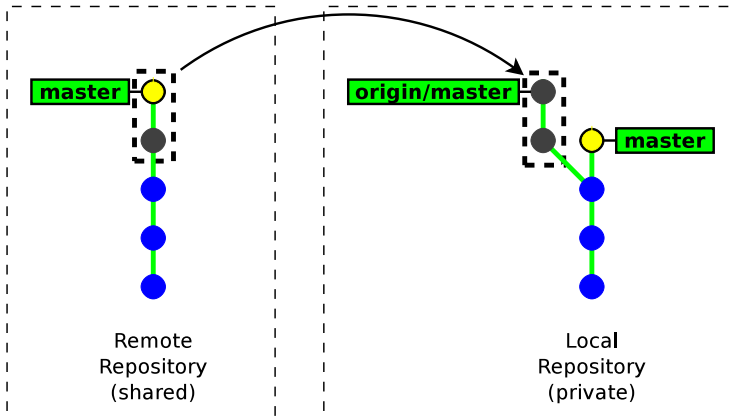 master
origin/master
master
Remote
Repository
(shared)
Local
Repository
(private)